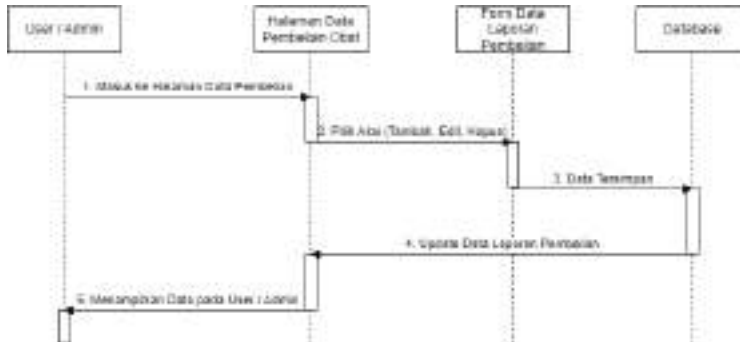 User / Admin
Halaman Data
Pembelian Obat
Form Data
Laporan
Pembelian
Database
1. Masuk ke Halaman Data Pembelian
2. Pilih Aksi (Tambah, Edit, Hapus)
3. Data Tersimpan
4. Update Data Laporan Pembelian
5. Menampilkan Data pada User / Admin